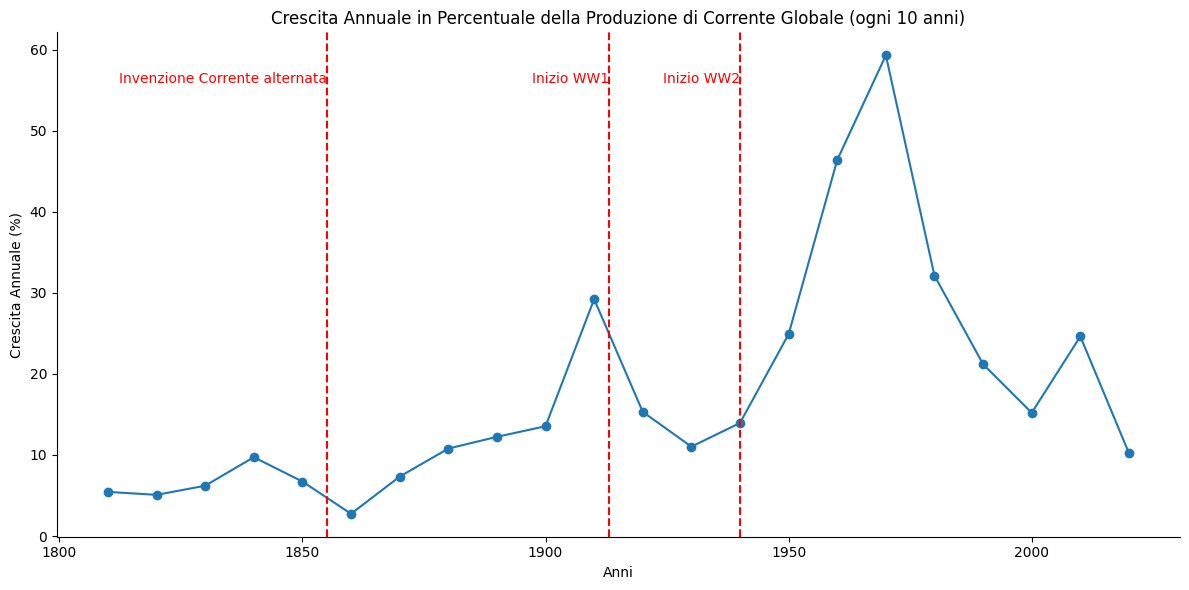 Crescita Annuale in Percentuale della Produzione di Corrente Globale (ogni 10 anni)
60
50
40
30
20
10
0
Crescita Annuale (%)
Invenzione Corrente alternata
Inizio WW1
Inizio WW2
1800
1850
1900
1950
2000
Anni